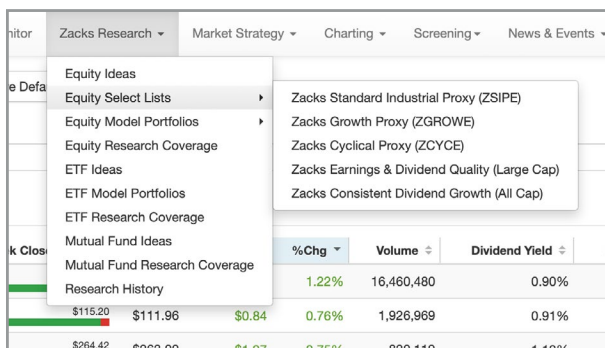 nitor Zacks Research Market Strategy Charting Screening News & Events
e Defa
Equity Ideas
Equity Select Lists
Equity Model Portfolios
Equity Research Coverage
ETF Ideas
ETF Model Portfolios
ETF Research Coverage
Mutual Fund Ideas
Mutual Fund Research Coverage
Research History
Zacks Standard Industrial Proxy (ZSIPE)
Zacks Growth Proxy (ZGROWE)
Zacks Cyclical Proxy (ZCYCE)
Zacks Earnings & Dividend Quality (Large Cap)
Zacks Consistent Dividend Growth (All Cap)
k Clos %Chg Volume Dividend Yield
1.22% 16,460,480 0.90%
$115.20 $111.96 $0.84 0.76% 1,926,969 0.91%
$264.42